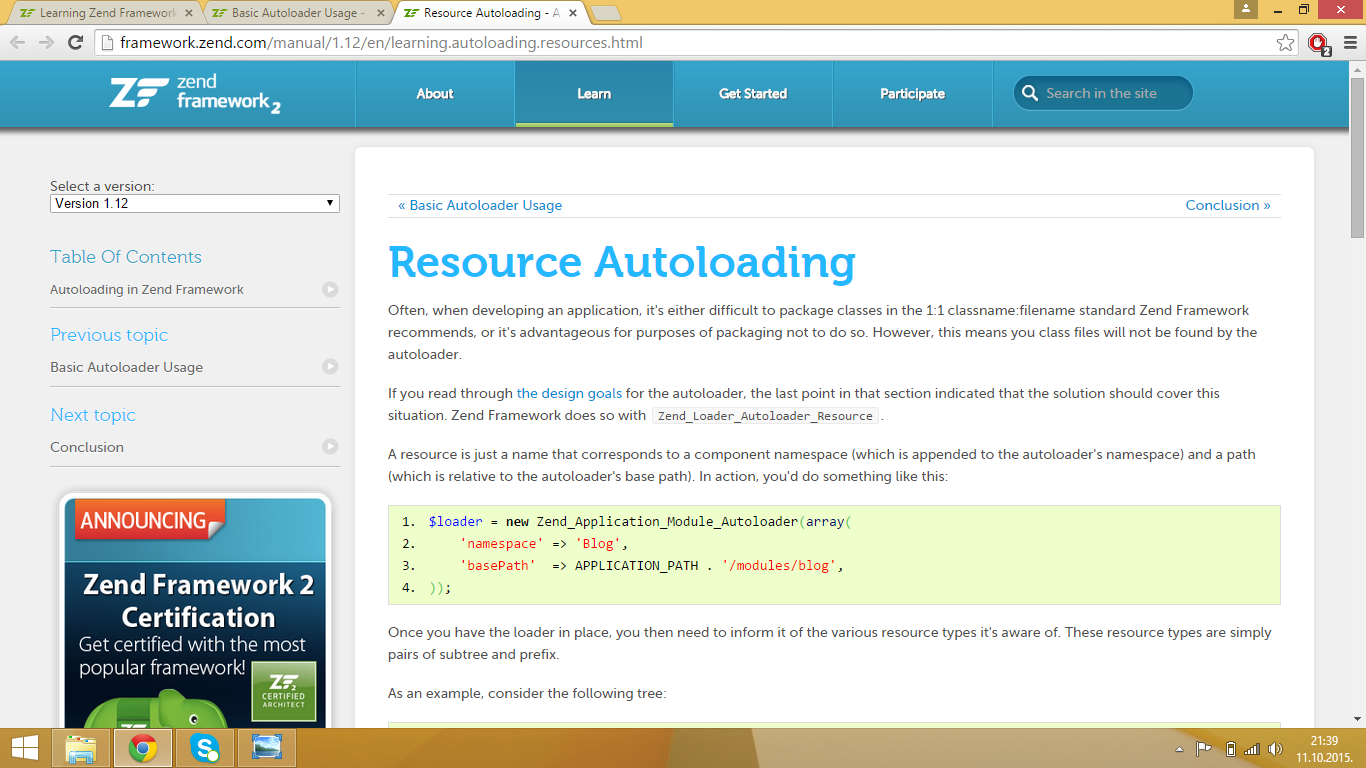 Learning Zend Framework
Basic Autoloader Usage -
Resource Autoloading - A
framework.zend.com/manual/1.12/en/learning.autoloading.resources.html
2
zend
framework 2
About
Learn
Get Started
Participate
Search in the site
Select a version:
Version 1.12
Table Of Contents
Autoloading in Zend Framework
Previous topic
Basic Autoloader Usage
Next topic
Conclusion
ANNOUNCING
Zend Framework 2
Certification
Get certified with the most
popular framework!
ZF 2
CERTIFIED
ARCHITECT
« Basic Autoloader Usage
Conclusion »
Resource Autoloading
Often, when developing an application, it's either difficult to package classes in the 1:1 classname:filename standard Zend Framework
recommends, or it's advantageous for purposes of packaging not to do so. However, this means you class files will not be found by the
autoloader.
If you read through the design goals for the autoloader, the last point in that section indicated that the solution should cover this
situation. Zend Framework does so with Zend_Loader_Autoloader_Resource.
A resource is just a name that corresponds to a component namespace (which is appended to the autoloader's namespace) and a path
(which is relative to the autoloader's base path). In action, you'd do something like this:
1. $loader = new Zend_Application_Module_Autoloader(array(
2. 'namespace' => 'Blog',
3. 'basePath' => APPLICATION_PATH . '/modules/blog',
4. ));
Once you have the loader in place, you then need to inform it of the various resource types it's aware of. These resource types are simply
pairs of subtree and prefix.
As an example, consider the following tree:
21:39
11.10.2015.